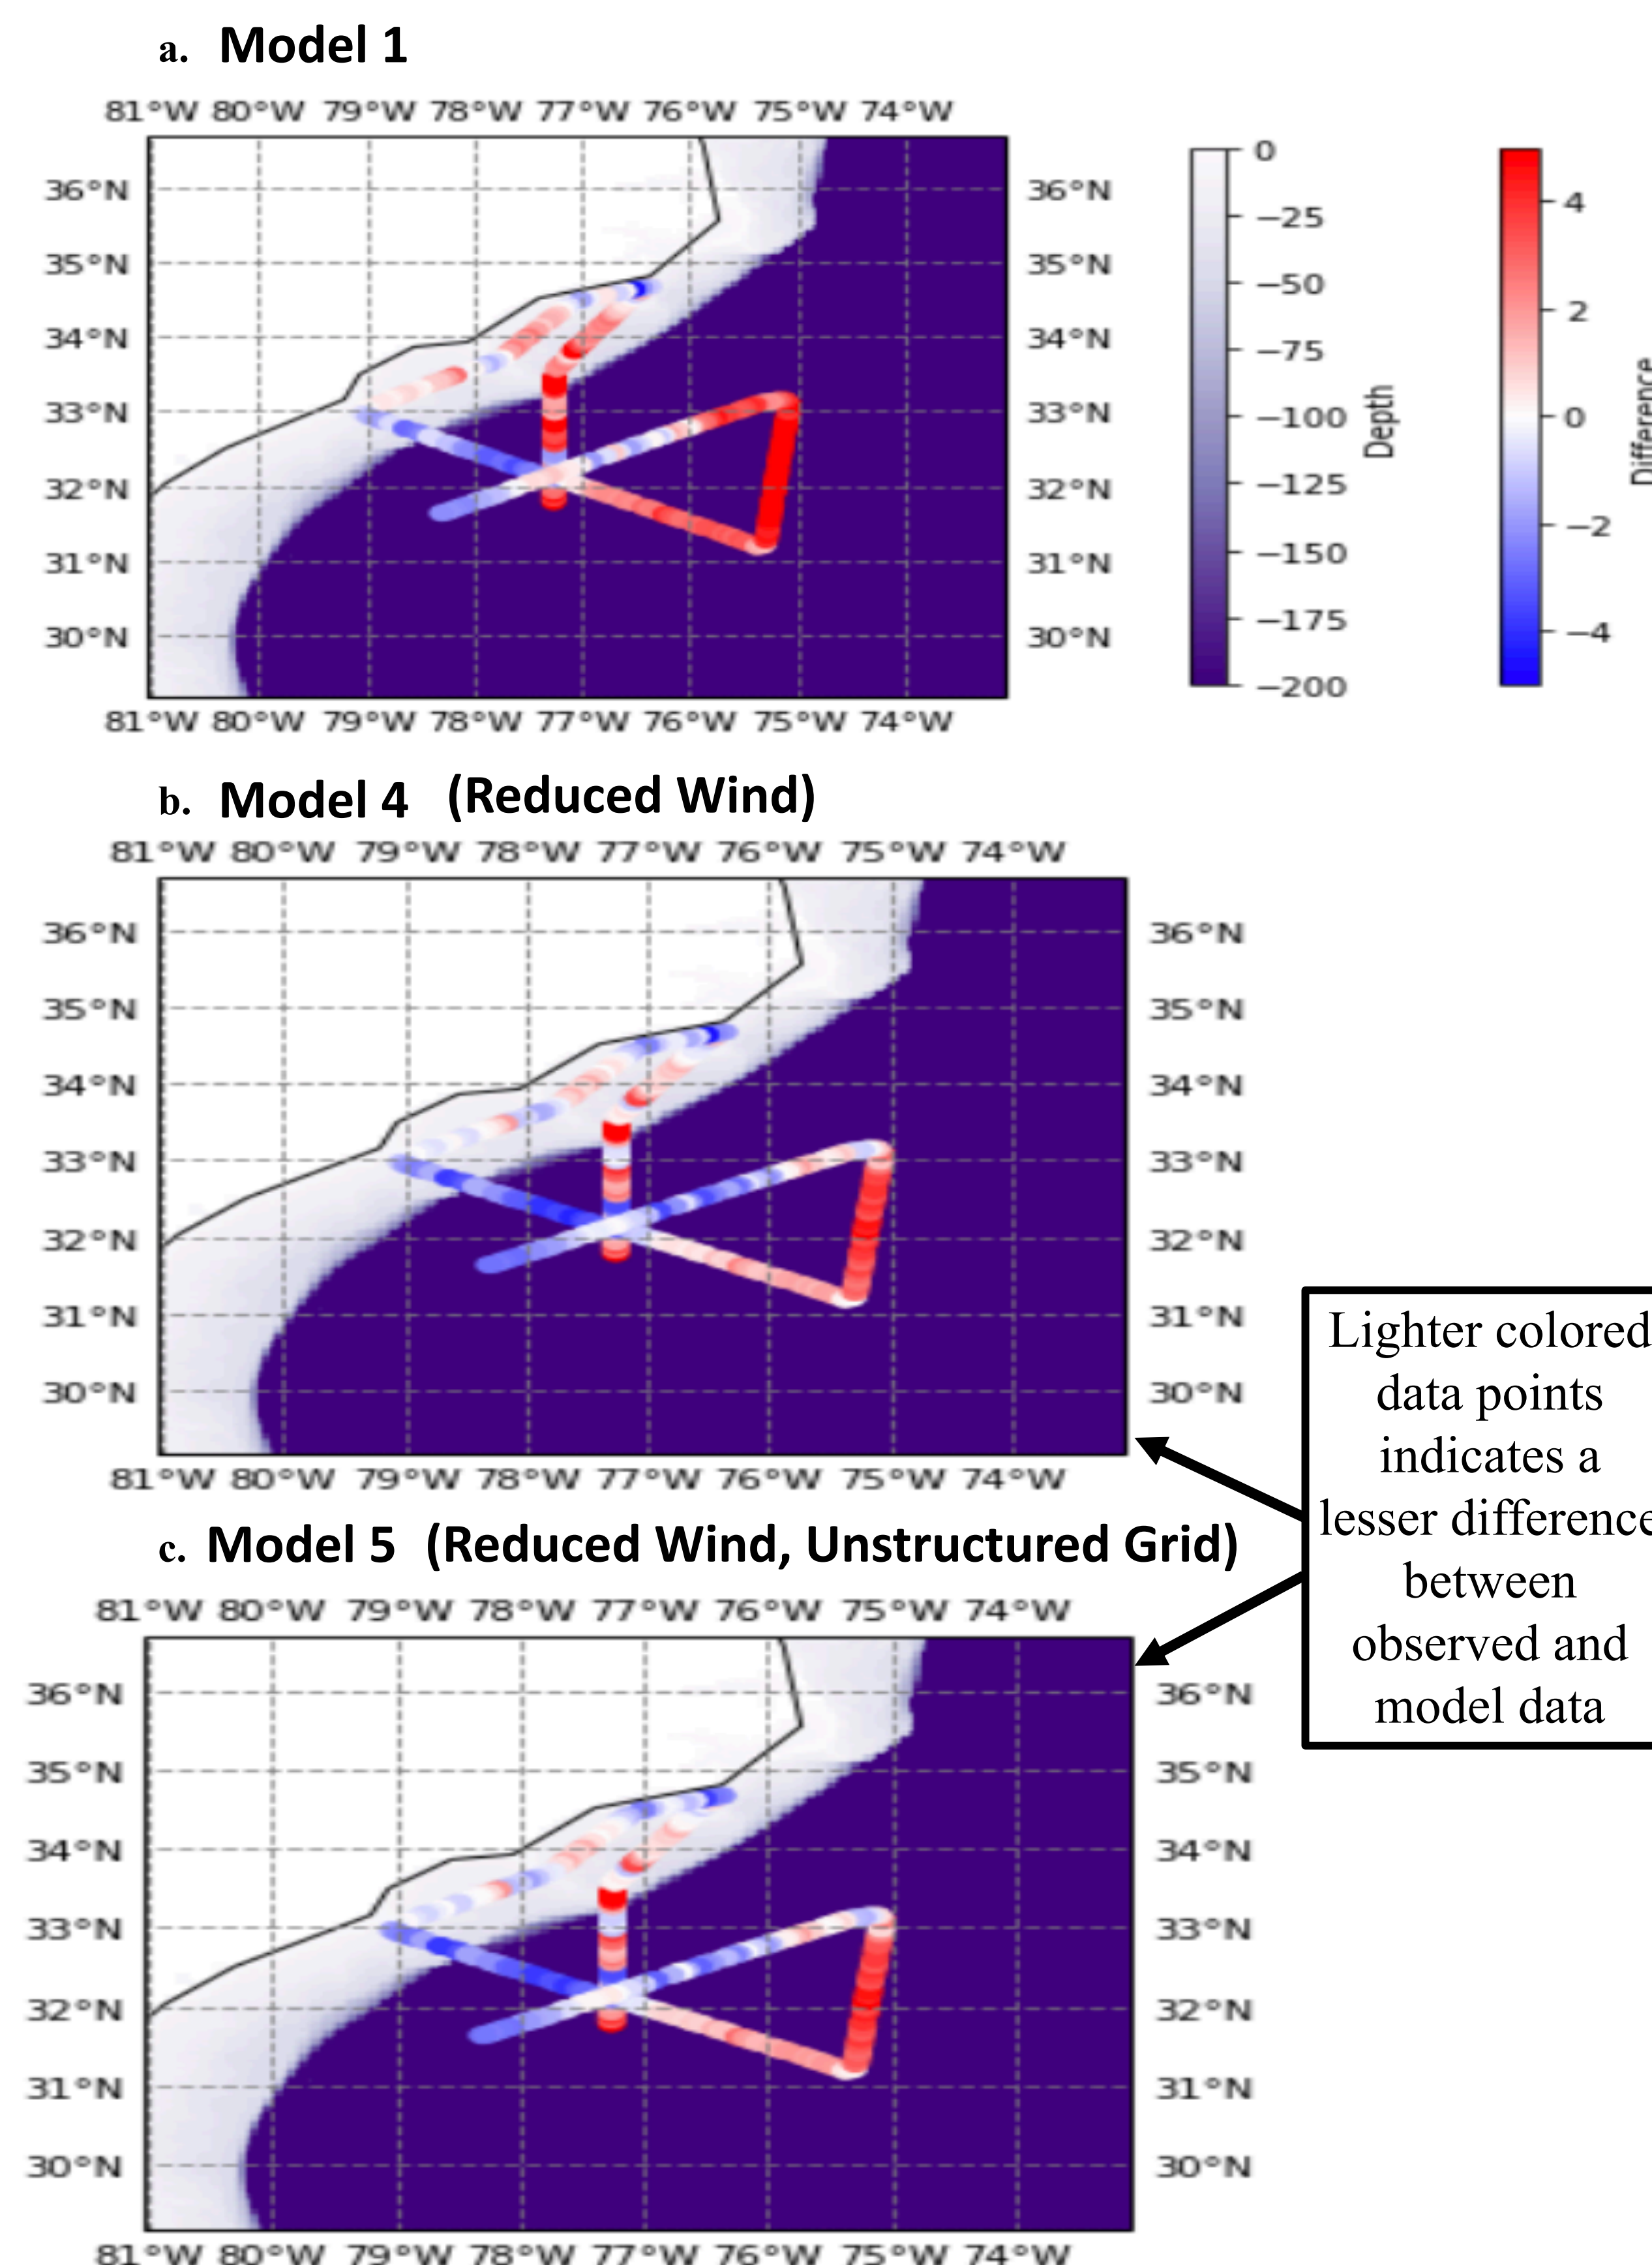 a. Model 1
81°W 80°W 79°W 78°W 77°W 76°W 75°W 74°W
36°N
35°N
34°N
33°N
32°N
31°N
30°N
36°N
35°N
34°N
33°N
32°N
31°N
30°N
81°W 80°W 79°W 78°W 77°W 76°W 75°W 74°W
0
−25
−50
−75
−100
−125
−150
−175
−200
Depth
4
2
0
−2
−4
Difference
b. Model 4 (Reduced Wind)
81°W 80°W 79°W 78°W 77°W 76°W 75°W 74°W
36°N
35°N
34°N
33°N
32°N
31°N
30°N
36°N
35°N
34°N
33°N
32°N
31°N
30°N
81°W 80°W 79°W 78°W 77°W 76°W 75°W 74°W
Lighter colored
data points
indicates a
lesser difference
between
observed and
model data
c. Model 5 (Reduced Wind, Unstructured Grid)
81°W 80°W 79°W 78°W 77°W 76°W 75°W 74°W
36°N
35°N
34°N
33°N
32°N
31°N
30°N
36°N
35°N
34°N
33°N
32°N
31°N
30°N
81°W 80°W 79°W 78°W 77°W 76°W 75°W 74°W